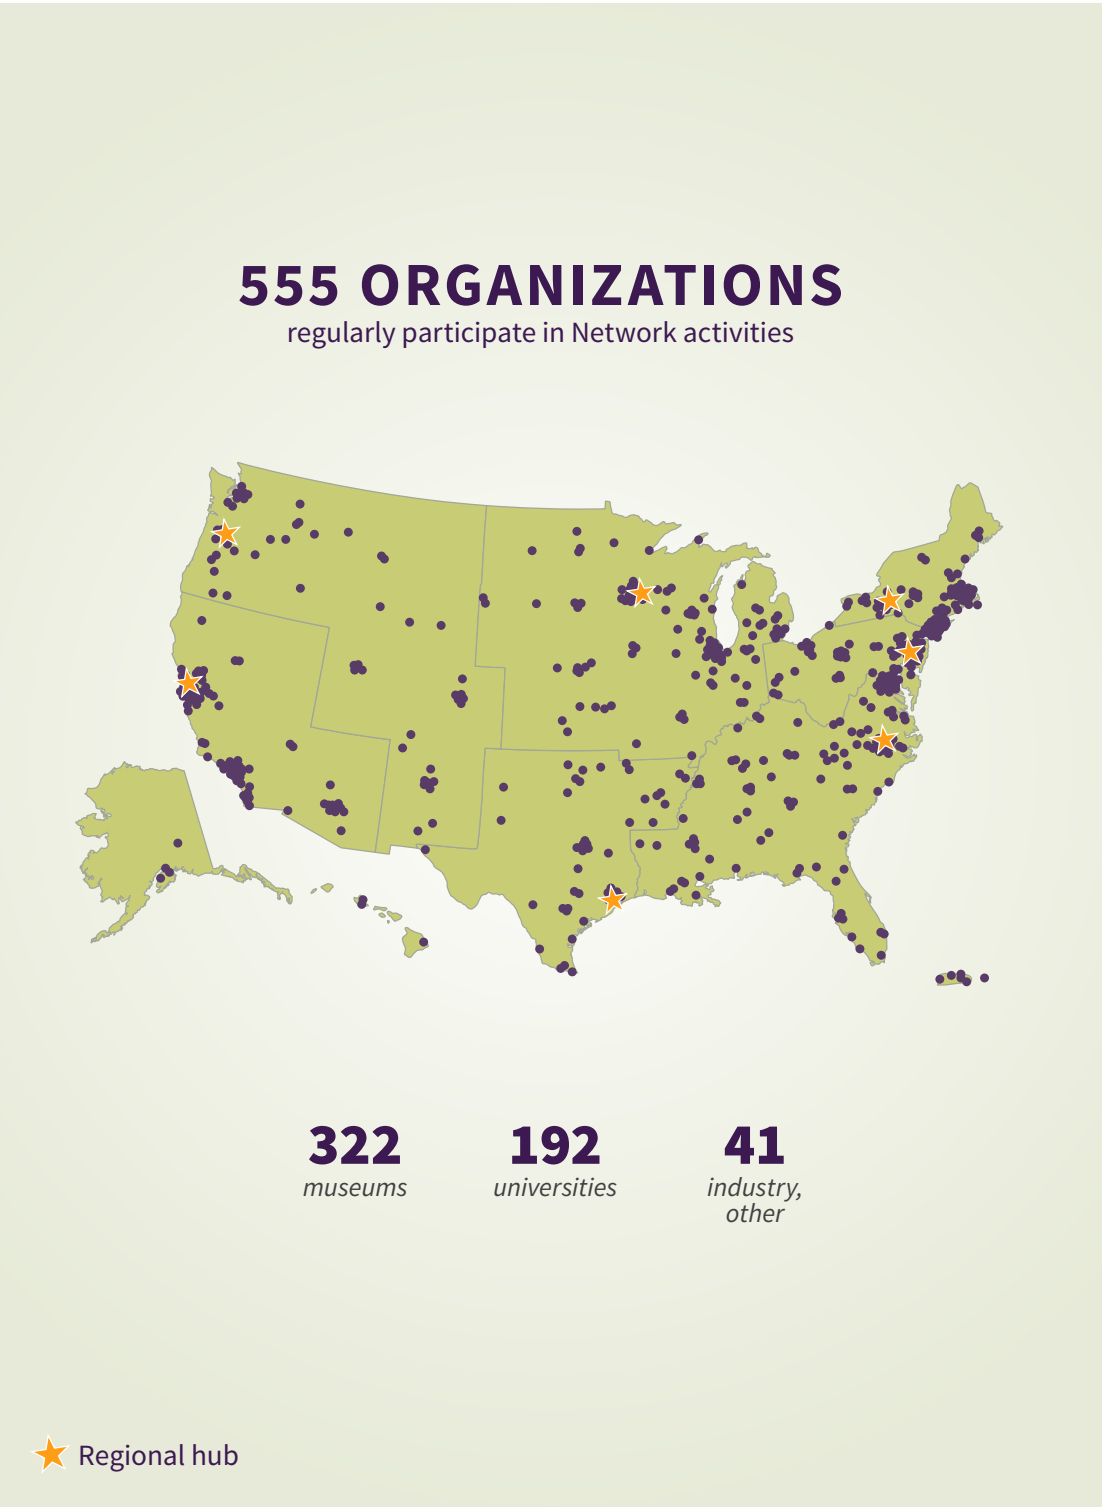 555 ORGANIZATIONS
regularly participate in Network activities
322
museums
192
universities
41
industry,
other
Regional hub